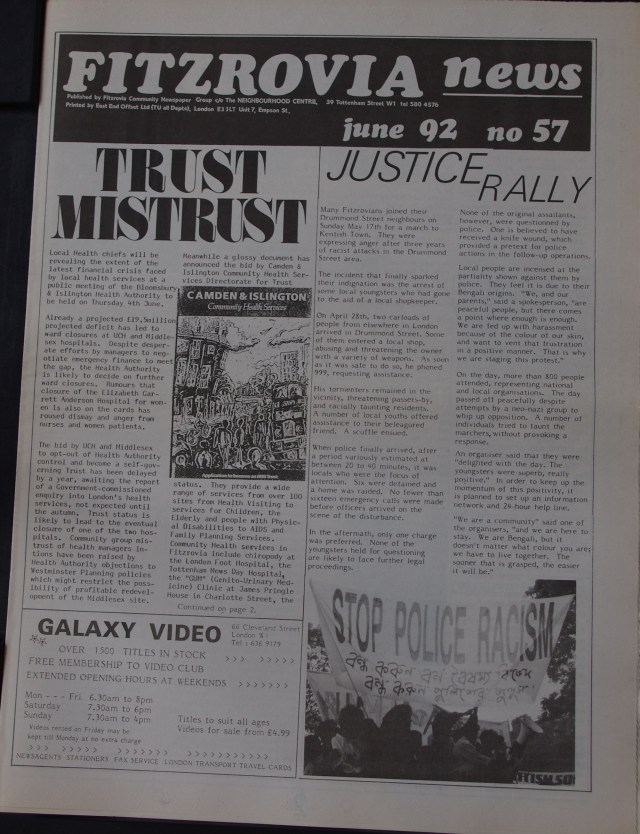 FITZROVIA news
Published by Fitzrovia Community Newspaper Group c/o The NEIGHBOURHOOD CENTRE, 39 Tottenham Street W1 tel 580 4576
Printed by East End Offset Ltd (TU all Depts), London E3 3LT Unit 7, Empson St.,
june 92 no 57
TRUST
MISTRUST
Local Health chiefs will be
revealing the extent of the
latest financial crisis faced
by local health services at a
public meeting of the Bloomsbury
& Islington Health Authority to
be held on Thursday 4th June.
Already a projected £19.5million
projected deficit has led to
ward closures at UCH and Middle-
sex hospitals. Despite desper-
ate efforts by managers to neg-
otiate emergency finance to meet
the gap, the Health Authority
is likely to decide on further
ward closures. Rumours that
closure of the Elizabeth Gar-
rett Anderson Hospital for wom-
en is also on the cards has
roused dismay and anger from
nurses and women patients.
The bid by UCH and Middlesex
to opt-out of Health Authority
control and become a self-gov-
erning Trust has been delayed
by a year, awaiting the report
of a Government-commissioned
enquiry into London's health
services, not expected until
the autumn. Trust status is
likely to lead to the eventual
closure of one of the two hos-
pitals. Community group mis-
trust of health managers in-
tions have been raised by
Health Authority objections to
Westminster Planning policies
which might restrict the poss-
ibility of profitable redevel-
opment of the Middlesex site.
Meanwhile a glossy document has
announced the bid by Camden &
Islington Community Health Ser-
vices Directorate for Trust
CAMDEN & ISLINGTON
Community Health Services
status. They provide a wide
range of services from over 100
sites from Health Visiting to
services for Children, the
Elderly and people with Physic-
al Disabilities to AIDS and
Family Planning Services.
Community Health services in
Fitzrovia include chiropody at
the London Foot Hospital, the
Tottenham Mews Day Hospital,
the "GUM" (Genito-Urinary Med-
icine) Clinic at James Pringle
House in Charlotte Street, the
Continued on page 2.
JUSTICE RALLY
Many Fitzrovians joined their
Drummond Street neighbours on
Sunday May 17th for a march to
Kentish Town. They were
expressing anger after three years
of racist attacks in the Drummond
Street area.
The incident that finally sparked
their indignation was the arrest of
some local youngsters who had gone
to the aid of a local shopkeeper.
On April 28th, two carloads of
people from elsewhere in London
arrived in Drummond Street. Some
of them entered a local shop,
abusing and threatening the owner
with a variety of weapons. As soon
as it was safe to do so, he phoned
999, requesting assistance.
His tormentors remained in the
vicinity, threatening passers-by,
and racially taunting residents.
A number of local youths offered
assistance to their beleaguered
friend. A scuffle ensued.
When police finally arrived, after
a period variously estimated at
between 20 to 40 minutes, it was
locals who were the focus of
attention. Six were detained and
a home was raided. No fewer than
sixteen emergency calls were made
before officers arrived on the
scene of the disturbance.
In the aftermath, only one charge
was preferred. None of the
youngsters held for questioning
are likely to face further legal
proceedings.
None of the original assailants,
however, were questioned by
police. One is believed to have
received a knife wound, which
provided a pretext for police
actions in the follow-up operations.
Local people are incensed at the
partiality shown against them by
police. They feel it is due to their
Bengali origins. "We, and our
parents," said a spokesperson, "are
peaceful people, but there comes
a point where enough is enough.
We are fed up with harassment
because of the colour of our skin,
and want to vent that frustration
in a positive manner. That is why
we are staging this protest."
On the day, more than 800 people
attended, representing national
and local organisations. The day
passed off peacefully despite
attempts by a neo-nazi group to
whip up opposition. A number of
individuals tried to taunt the
marchers, without provoking a
response.
An organiser said that they were
"delighted with the day. The
youngsters were superb, really
positive." In order to keep up the
momentum of this positivity, it
is planned to set up an information
network and 24-hour help line.
"We are a community" said one of
the organisers, "and we are here to
stay. We are Bengali, but it
doesn't matter what colour you are;
we have to live together. The
sooner that is grasped, the easier
it will be."
STOP POLICE RACISM
বন্ধ করুন
বন্ধ করুন পুলিশের জুলুম
GALAXY VIDEO
66 Cleveland Street
London W1
Tel : 636 9179
OVER 1500 TITLES IN STOCK
FREE MEMBERSHIP TO VIDEO CLUB
EXTENDED OPENING HOURS AT WEEKENDS
Mon --- Fri 6.30am to 8pm
Saturday 7.30am to 6pm
Sunday 7.30am to 4pm
Titles to suit all ages
Videos for sale from £4.99
Videos rented on Friday may be
kept till Monday at no extra charge
NEWSAGENTS STATIONERS FAX SERVICE LONDON TRANSPORT TRAVEL CARDS